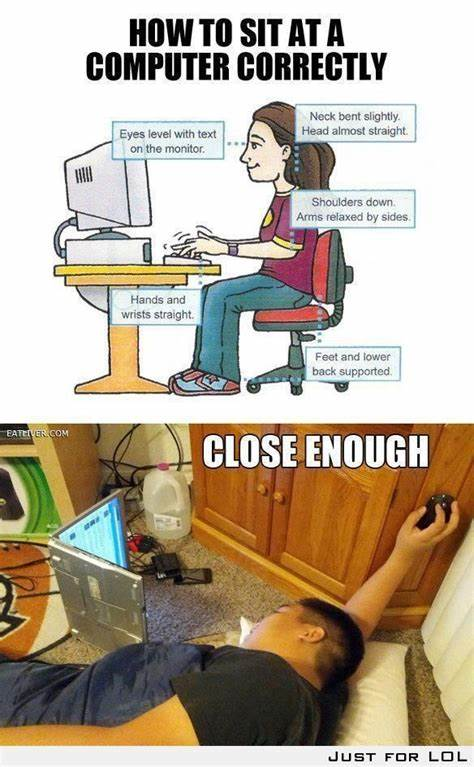 HOW TO SIT AT A
COMPUTER CORRECTLY
Neck bent slightly.
Head almost straight.
Eyes level with text
on the monitor.
Shoulders down.
Arms relaxed by sides.
Hands and
wrists straight.
Feet and lower
back supported.
EATLIVER.COM
CLOSE ENOUGH
JUST FOR LOL